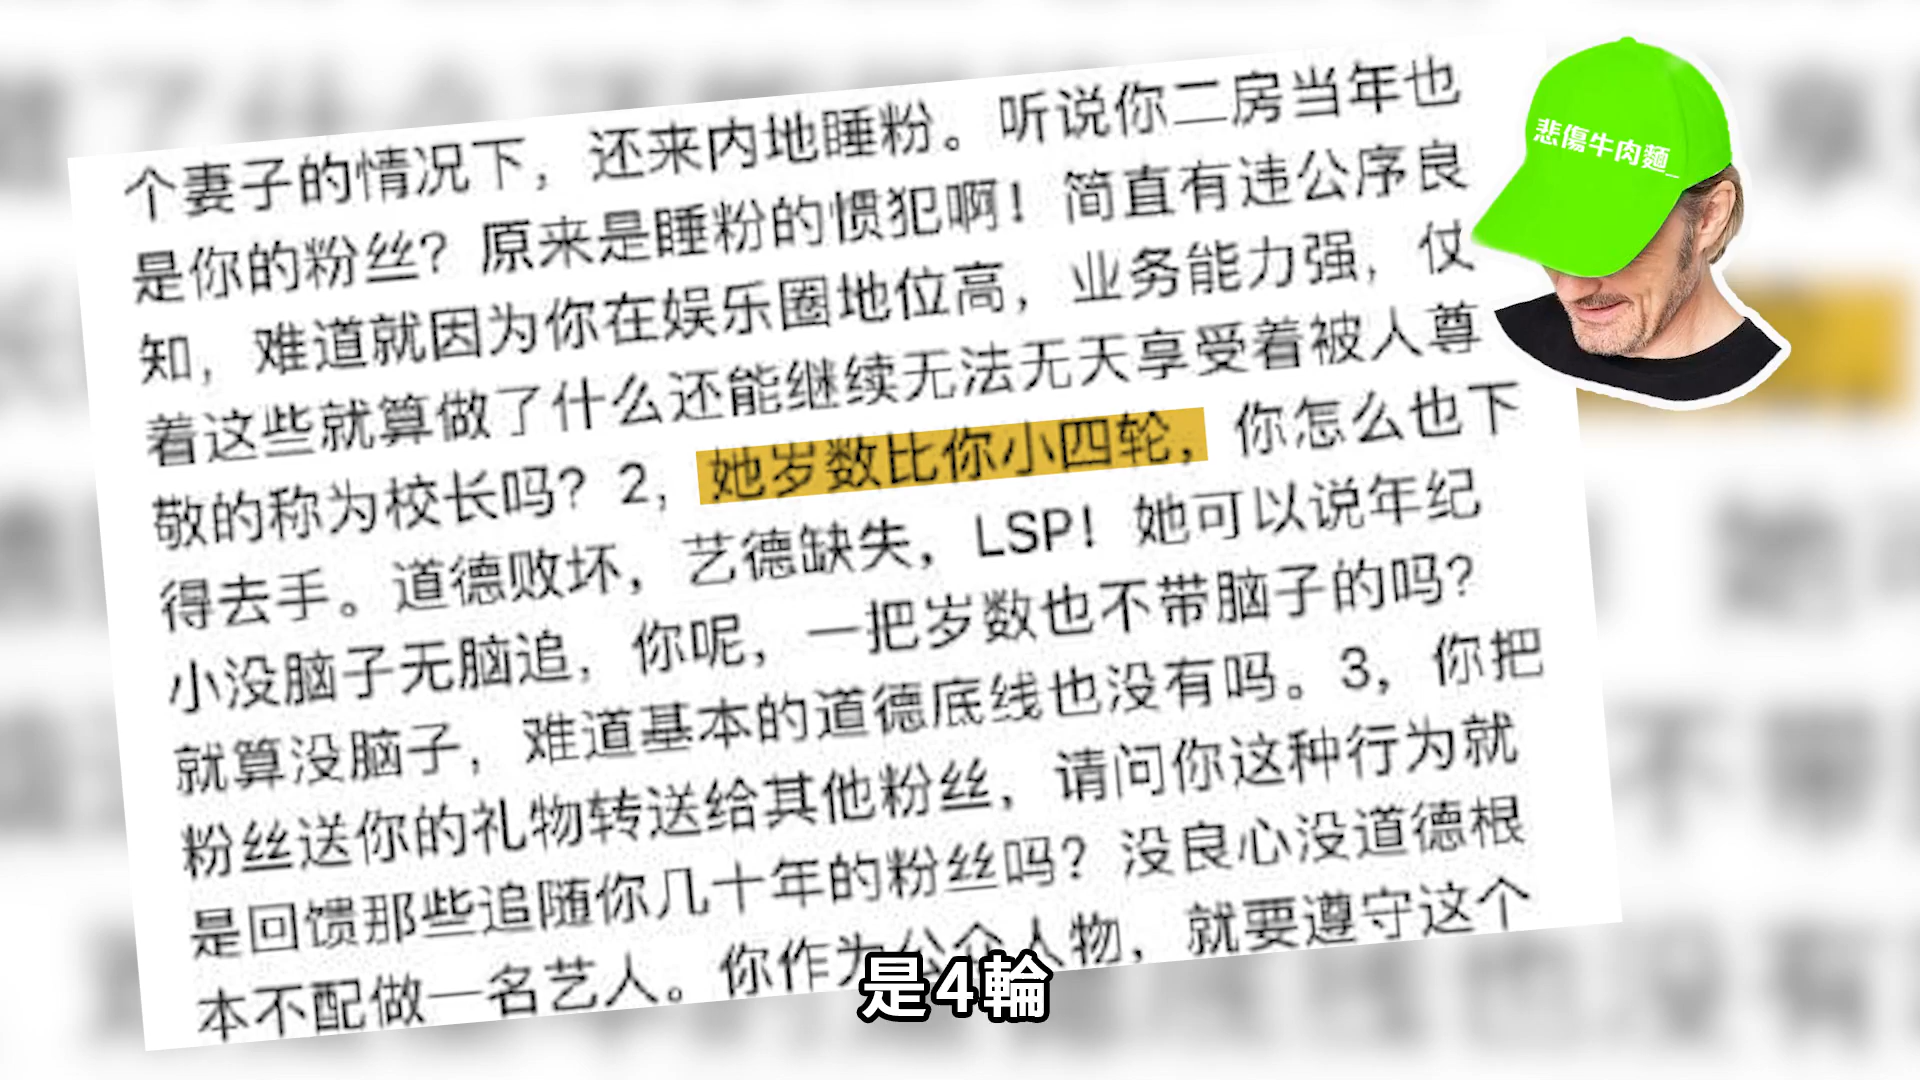 个妻子的情况下，还来内地睡粉。听说你二房当年也
是你的粉丝？原来是睡粉的惯犯啊！简直有违公序良
知，难道就因为你在娱乐圈地位高，业务能力强，仗
着这些就算做了什么还能继续无法无天享受着被人尊
敬的称为校长吗？2，她岁数比你小四轮，你怎么也下
得去手。道德败坏，艺德缺失，LSP！她可以说年纪
小没脑子无脑追，你呢，一把岁数也不带脑子的吗？
就算没脑子，难道基本的道德底线也没有吗。3，你把
粉丝送你的礼物转送给其他粉丝，请问你这种行为就
是回馈那些追随你几十年的粉丝吗？没良心没道德根
本不配做一名艺人。你作为公众人物，就要遵守这个
悲傷牛肉麵_
是4輪